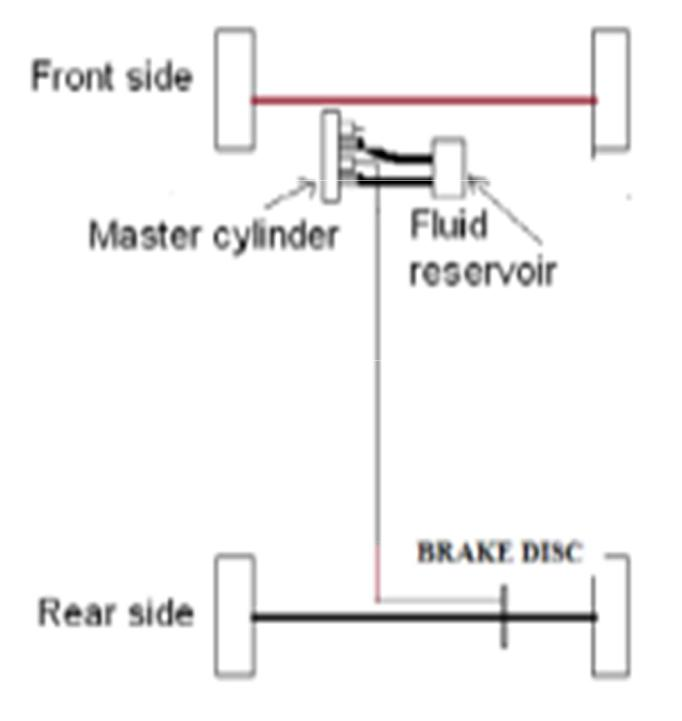 Front side
Master cylinder
Fluid
reservoir
BRAKE DISC
Rear side